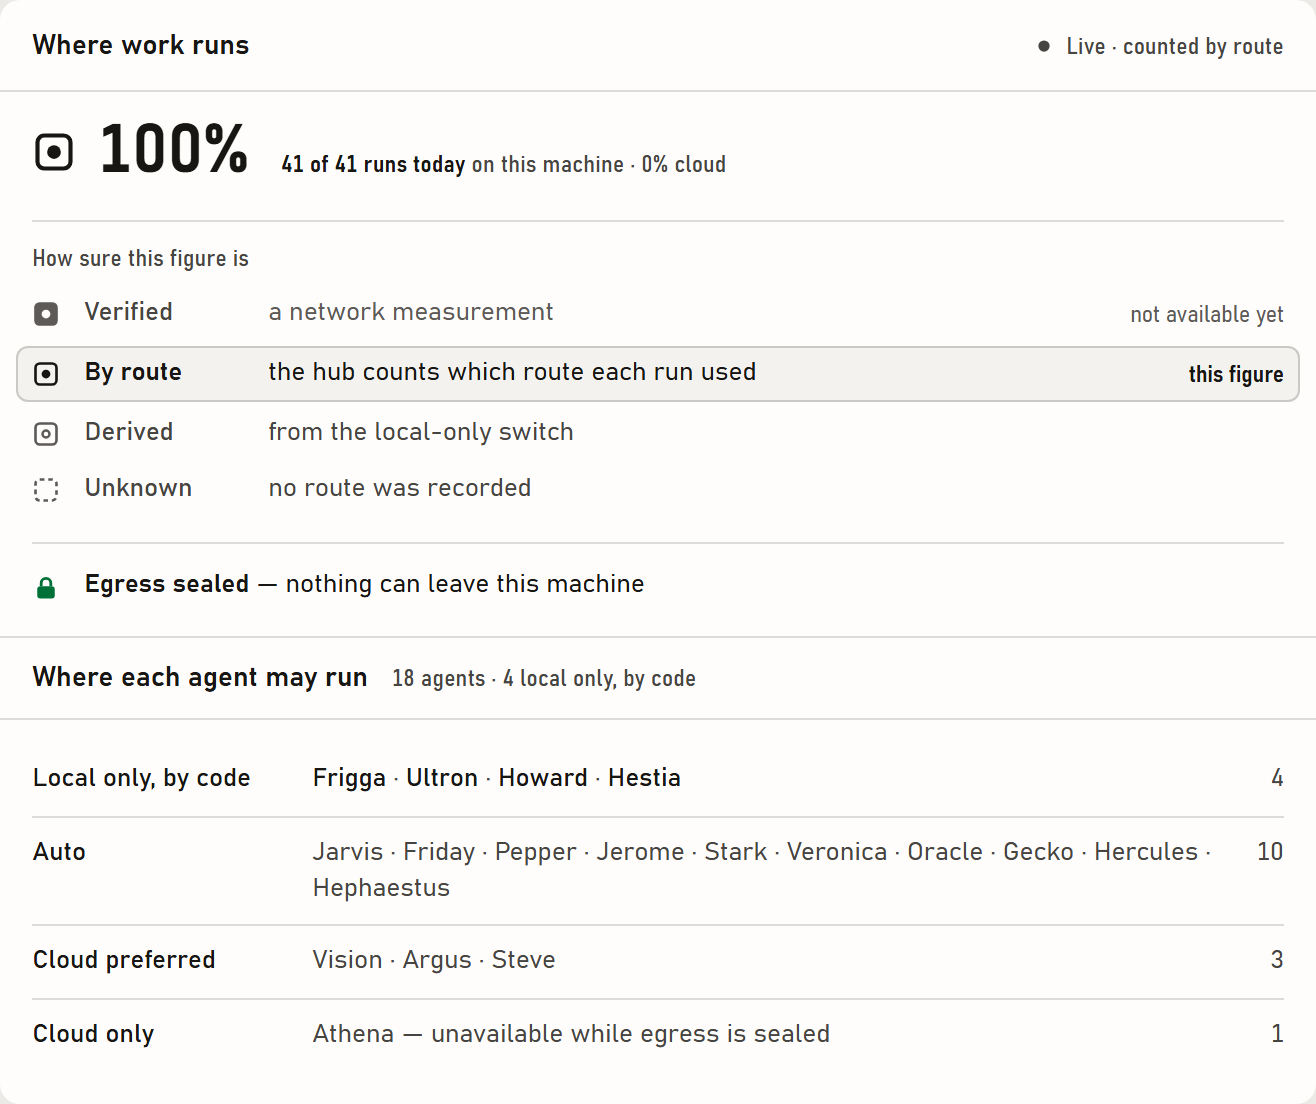 Where work runs
Live · counted by route
100%
41 of 41 runs today on this machine · 0% cloud
How sure this figure is
Verified a network measurement not available yet
By route the hub counts which route each run used this figure
Derived from the local-only switch
Unknown no route was recorded
Egress sealed — nothing can leave this machine
Where each agent may run 18 agents · 4 local only, by code
Local only, by code Frigga · Ultron · Howard · Hestia 4
Auto Jarvis · Friday · Pepper · Jerome · Stark · Veronica · Oracle · Gecko · Hercules · 10
Hephaestus
Cloud preferred Vision · Argus · Steve 3
Cloud only Athena — unavailable while egress is sealed 1